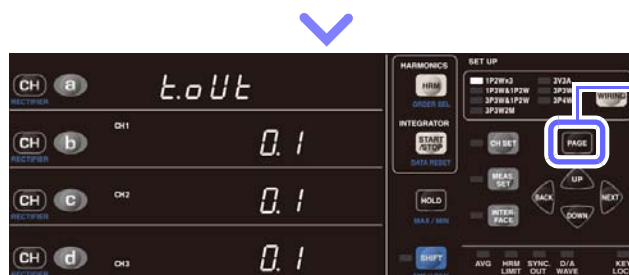 HARMONICS
SET UP
CH a
RECTIFIER
t.oUt
HRM
ORDER SEL
1P2Wx3
3V3A
1P3W&1P2W
3P3W
3P3W&1P2W
3P4W
3P3W2M
WIRING
INTEGRATOR
START
/STOP
DATA RESET
CH b
RECTIFIER
CH1
0.1
CH SET
PAGE
CH c
RECTIFIER
CH2
0.1
HOLD
MAX / MIN
MEAS.
SET
INTER
FACE
UP
BACK
NEXT
DOWN
CH d
CH3
0.1
SHIFT
AVG
HRM
LIMIT
SYNC.
OUT
D/A
WAVE
KEY